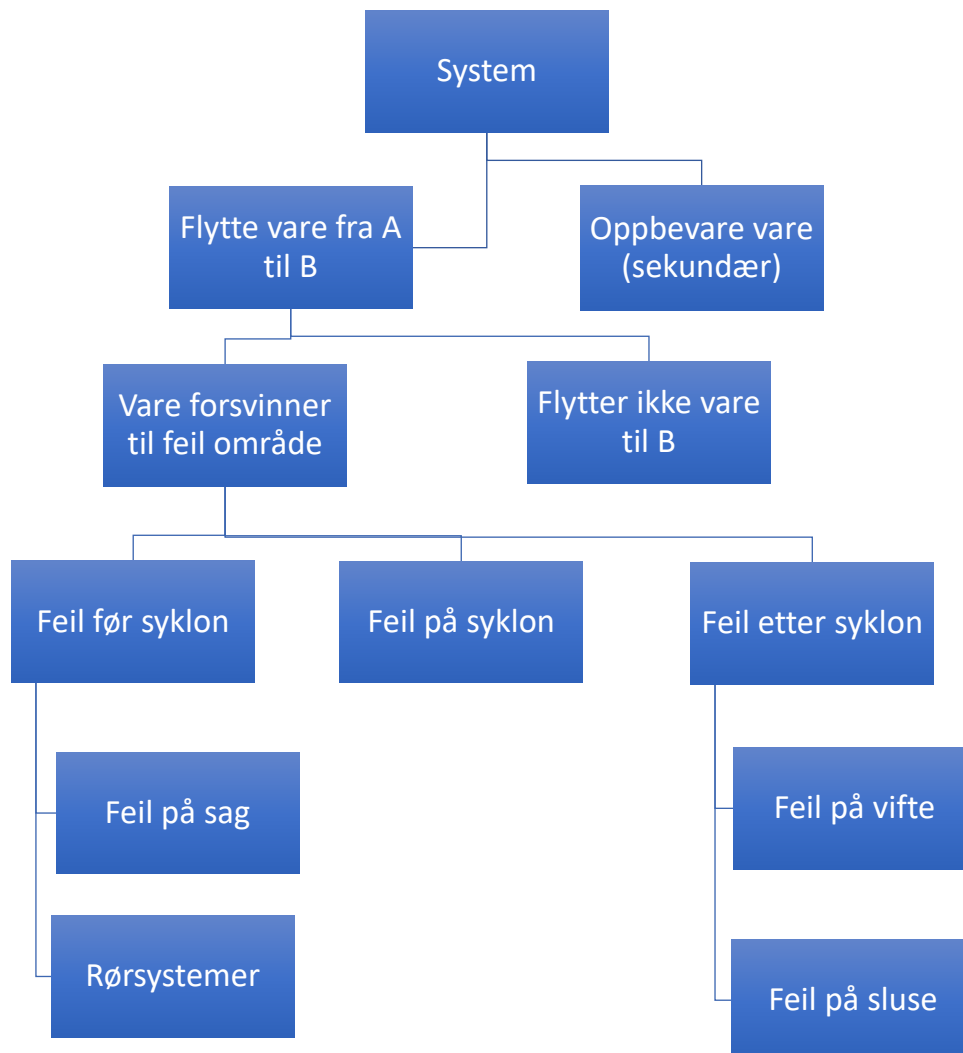 System
Flytte vare fra A
til B
Oppbevare vare
(sekundær)
Vare forsvinner
til feil område
Flytter ikke vare
til B
Feil før syklon
Feil på syklon
Feil etter syklon
Feil på sag
Feil på vifte
Rørsystemer
Feil på sluse